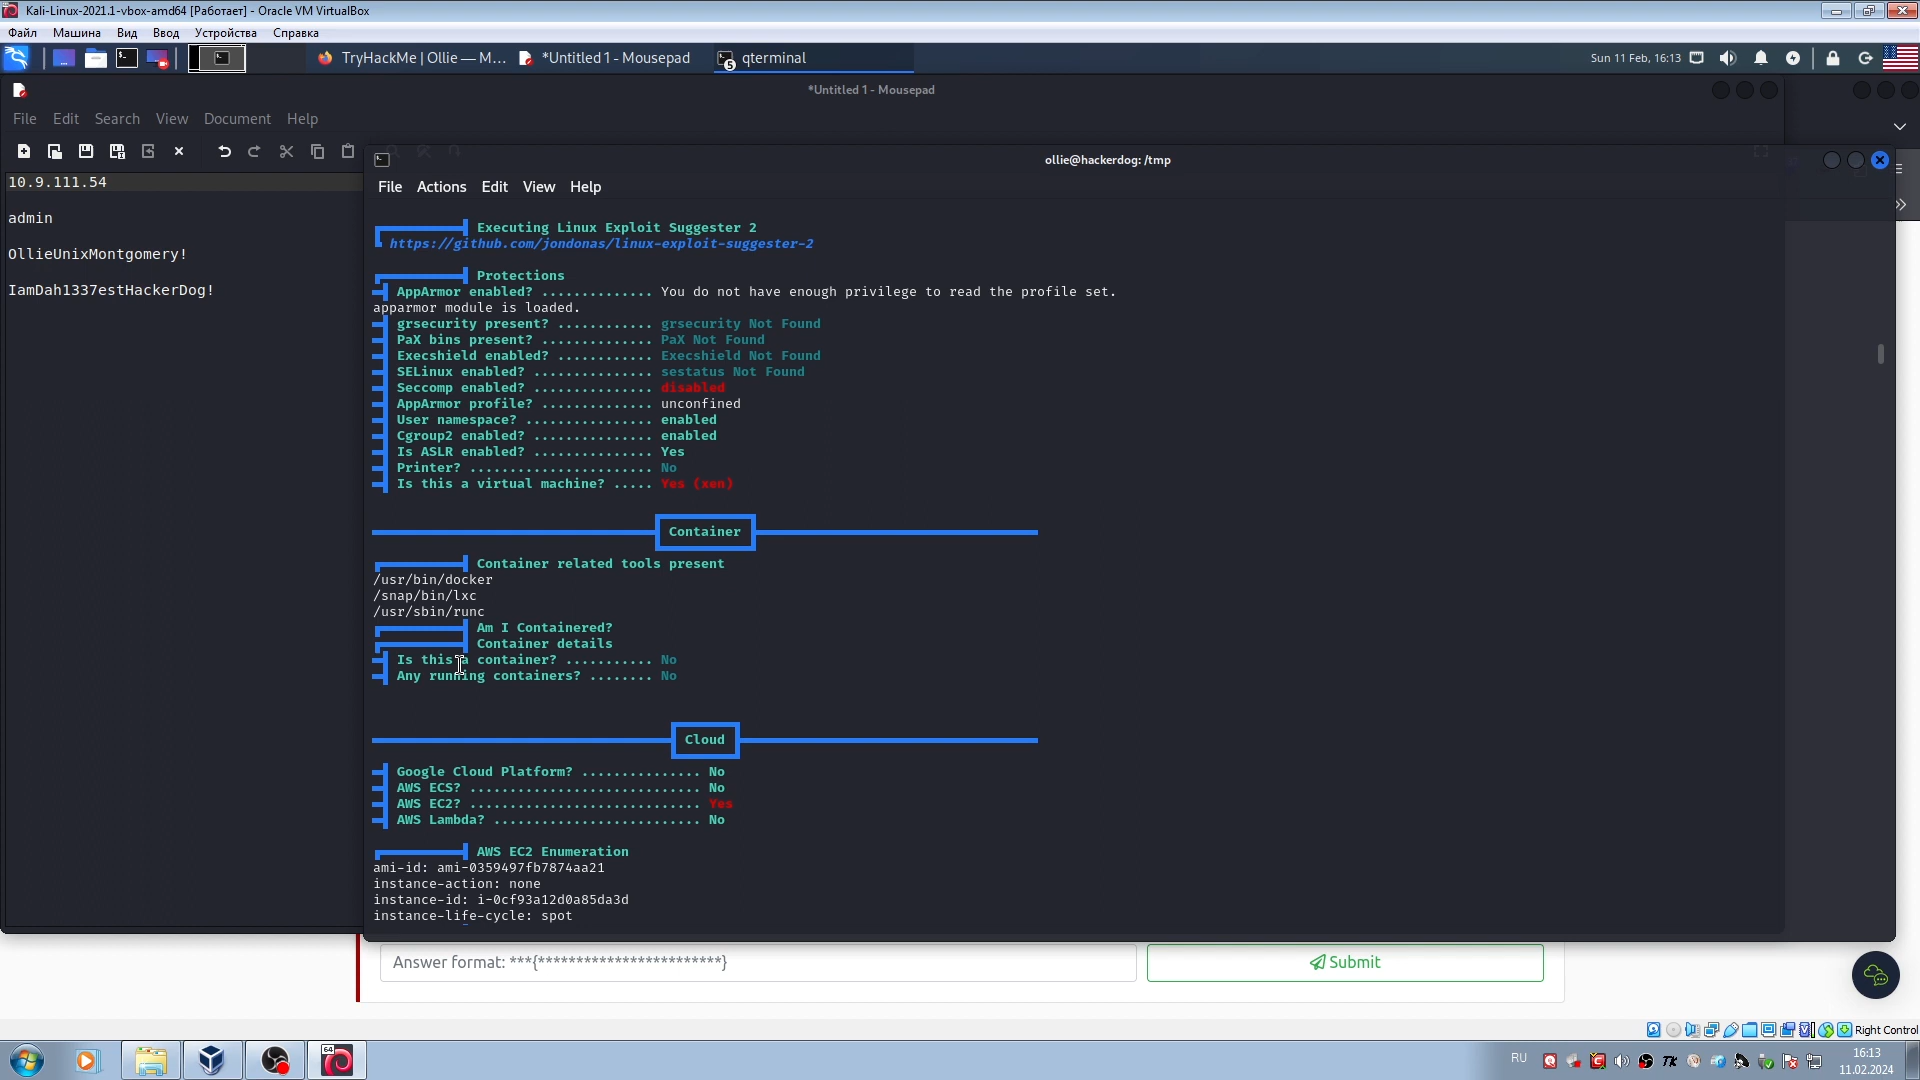 Kali-Linux-2021.1-vbox-amd64 [Работает] - Oracle VM VirtualBox
Файл Машина Вид Ввод Устройства Справка
TryHackMe | Ollie — M... *Untitled 1 - Mousepad 5 qterminal Sun 11 Feb, 16:13
*Untitled 1 - Mousepad
File Edit Search View Document Help
10.9.111.54
admin
OllieUnixMontgomery!
IamDah1337estHackerDog!
ollie@hackerdog: /tmp
File Actions Edit View Help
Executing Linux Exploit Suggester 2
https://github.com/jondonas/linux-exploit-suggester-2
Protections
AppArmor enabled? .............. You do not have enough privilege to read the profile set.
apparmor module is loaded.
grsecurity present? ............ grsecurity Not Found
PaX bins present? .............. PaX Not Found
Execshield enabled? ............ Execshield Not Found
SELinux enabled? ............... sestatus Not Found
Seccomp enabled? ............... disabled
AppArmor profile? .............. unconfined
User namespace? ................ enabled
Cgroup2 enabled? ............... enabled
Is ASLR enabled? ............... Yes
Printer? ....................... No
Is this a virtual machine? ..... Yes (xen)
Container
Container related tools present
/usr/bin/docker
/snap/bin/lxc
/usr/sbin/runc
Am I Containered?
Container details
Is this a container? ........... No
Any running containers? ........ No
Cloud
Google Cloud Platform? ............... No
AWS ECS? ............................. No
AWS EC2? ............................. Yes
AWS Lambda? .......................... No
AWS EC2 Enumeration
ami-id: ami-0359497fb7874aa21
instance-action: none
instance-id: i-0cf93a12d0a85da3d
instance-life-cycle: spot
Answer format: ***{************************}
Submit
Right Control
64
RU
16:13
11.02.2024